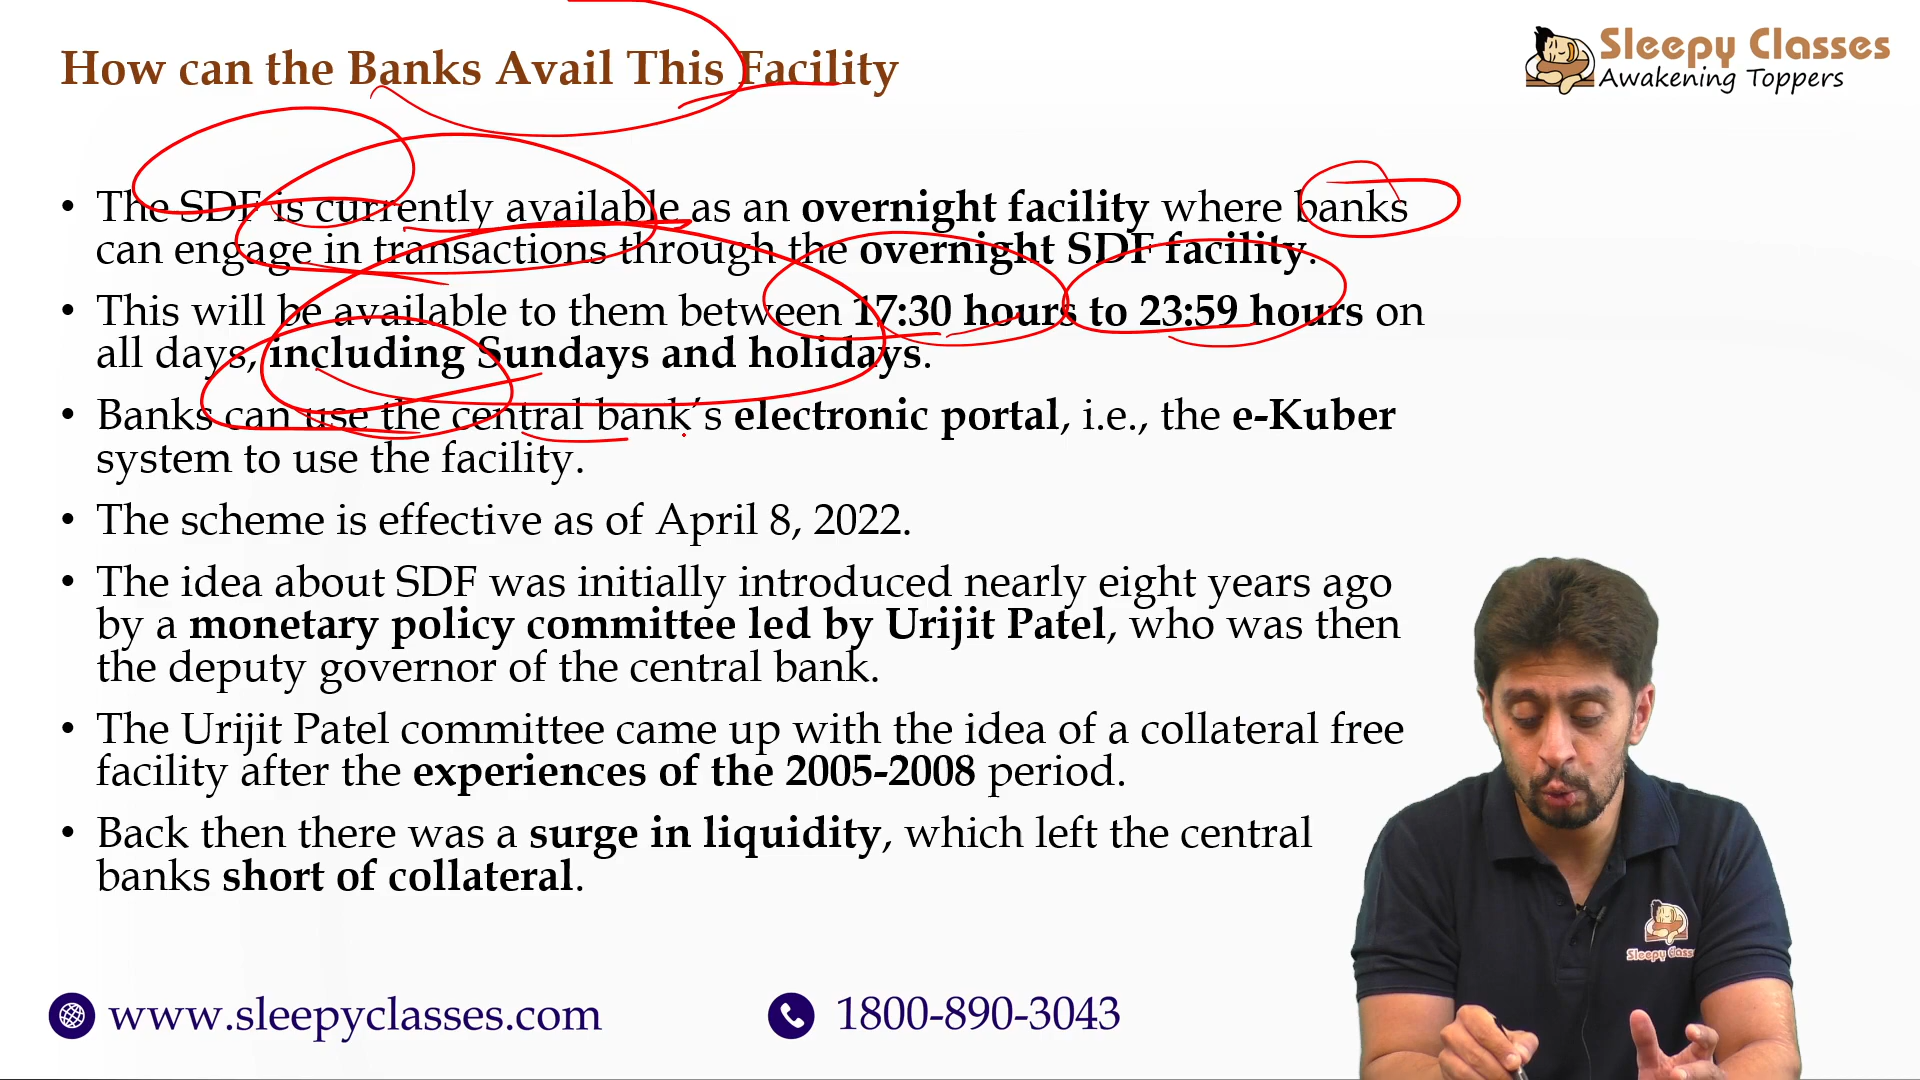 How can the Banks Avail This Facility
Sleepy Classes
Awakening Toppers
• The SDF is currently available as an overnight facility where banks
can engage in transactions through the overnight SDF facility.
• This will be available to them between 17:30 hours to 23:59 hours on
all days, including Sundays and holidays.
• Banks can use the central bank's electronic portal, i.e., the e-Kuber
system to use the facility.
• The scheme is effective as of April 8, 2022.
• The idea about SDF was initially introduced nearly eight years ago
by a monetary policy committee led by Urijit Patel, who was then
the deputy governor of the central bank.
• The Urijit Patel committee came up with the idea of a collateral free
facility after the experiences of the 2005-2008 period.
• Back then there was a surge in liquidity, which left the central
banks short of collateral.
Sleepy Class
www.sleepyclasses.com
1800-890-3043